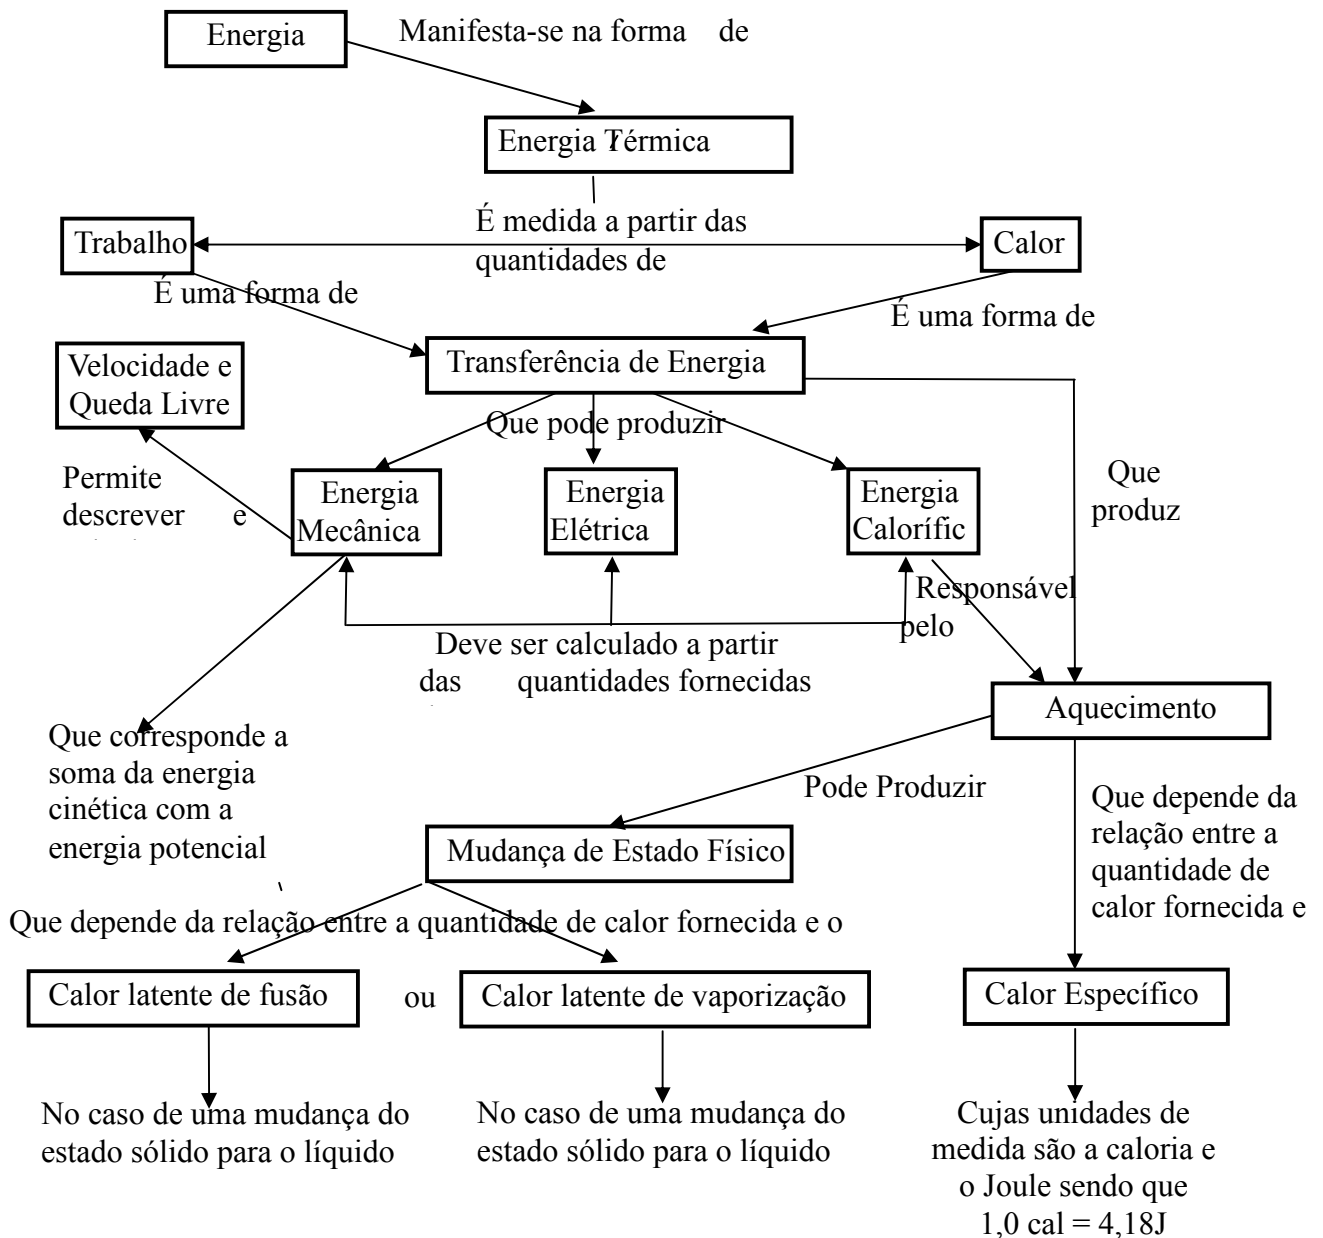 Energia
Manifesta-se na forma de
Energia Térmica
É medida a partir das
quantidades de
Trabalho
Calor
É uma forma de
É uma forma de
Transferência de Energia
Velocidade e
Queda Livre
Que pode produzir
Permite
descrever e
Energia
Mecânica
Energia
Elétrica
Energia
Calorífic
Que
produz
Responsável
pelo
Deve ser calculado a partir
das quantidades fornecidas
Aquecimento
Que corresponde a
soma da energia
cinética com a
energia potencial
Pode Produzir
Que depende da
relação entre a
quantidade de
calor fornecida e
Mudança de Estado Físico
Que depende da relação entre a quantidade de calor fornecida e o
Calor latente de fusão
ou
Calor latente de vaporização
Calor Específico
No caso de uma mudança do
estado sólido para o líquido
No caso de uma mudança do
estado sólido para o líquido
Cujas unidades de
medida são a caloria e
o Joule sendo que
1,0 cal = 4,18J